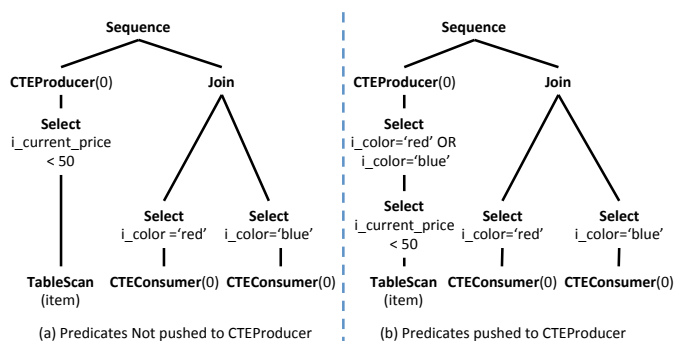 Sequence
CTEProducer(0)
Join
Select
i_current_price
< 50
Select
i_color =‘red’
Select
i_color=‘blue’
TableScan
(item)
CTEConsumer(0)
CTEConsumer(0)
(a) Predicates Not pushed to CTEProducer
Sequence
CTEProducer(0)
Join
Select
i_color=‘red’ OR
i_color=‘blue’
Select
i_current_price
< 50
Select
i_color=‘red’
Select
i_color=‘blue’
TableScan
(item)
CTEConsumer(0)
CTEConsumer(0)
(b) Predicates pushed to CTEProducer